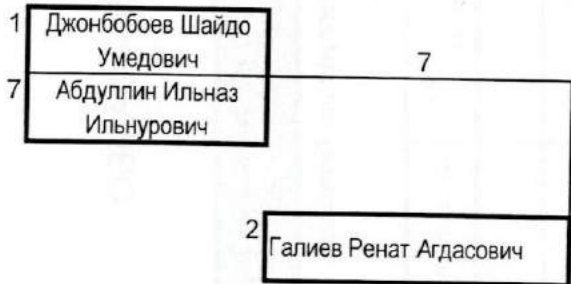 1
Джонбобоев Шайдо
Умедович
7
7
Абдуллин Ильназ
Ильнурович
2
Галиев Ренат Агдасович